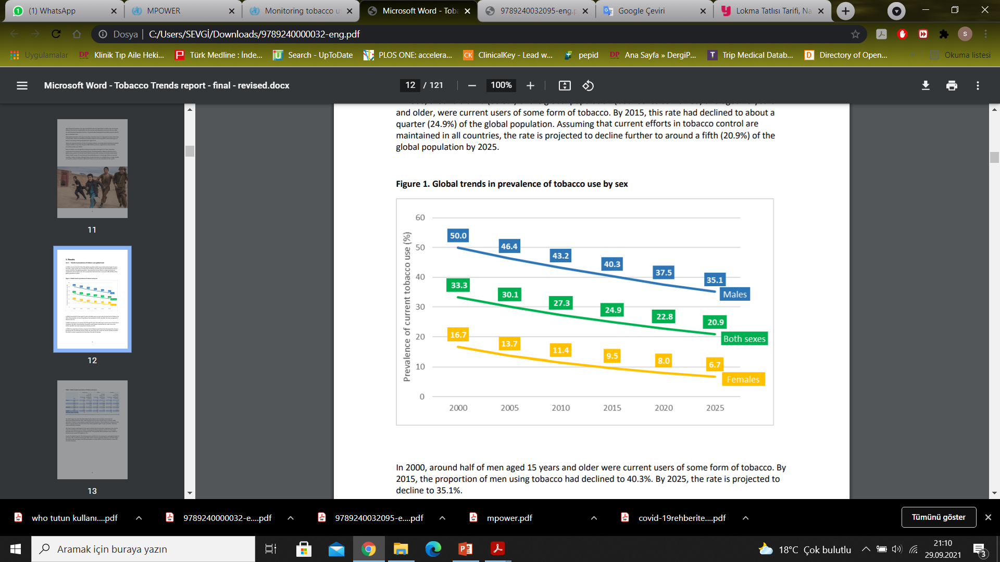 (1) WhatsApp
MPOWER
Monitoring tobacco u
Microsoft Word - Toba
9789240032095-eng.p
Google Çeviri
Lokma Tatlısı Tarifi, Na
Dosya
C:/Users/SEVGİ/Downloads/9789240000032-eng.pdf
S
Uygulamalar
DP Klinik Tıp Aile Heki...
Türk Medline : İnde...
Search - UpToDate
PLOS ONE: accelera...
CK ClinicalKey - Lead w...
pepid
DP Ana Sayfa » DergiP...
T Trip Medical Datab...
D Directory of Open...
Okuma listesi
Microsoft Word - Tobacco Trends report - final - revised.docx
12 / 121
100%
11
12
13
and older, were current users of some form of tobacco. By 2015, this rate had declined to about a
quarter (24.9%) of the global population. Assuming that current efforts in tobacco control are
maintained in all countries, the rate is projected to decline further to around a fifth (20.9%) of the
global population by 2025.
Figure 1. Global trends in prevalence of tobacco use by sex
Prevalence of current tobacco use (%)
60
50
40
30
20
10
0
50.0 46.4 43.2 40.3 37.5 35.1
Males
33.3 30.1 27.3 24.9 22.8 20.9
Both sexes
16.7 13.7 11.4 9.5 8.0 6.7
Females
2000 2005 2010 2015 2020 2025
In 2000, around half of men aged 15 years and older were current users of some form of tobacco. By
2015, the proportion of men using tobacco had declined to 40.3%. By 2025, the rate is projected to
decline to 35.1%.
who tutun kullanı....pdf
9789240000032-e....pdf
9789240032095-e....pdf
mpower.pdf
covid-19rehberite....pdf
Tümünü göster
Aramak için buraya yazın
18°C Çok bulutlu
21:10
29.09.2021
3